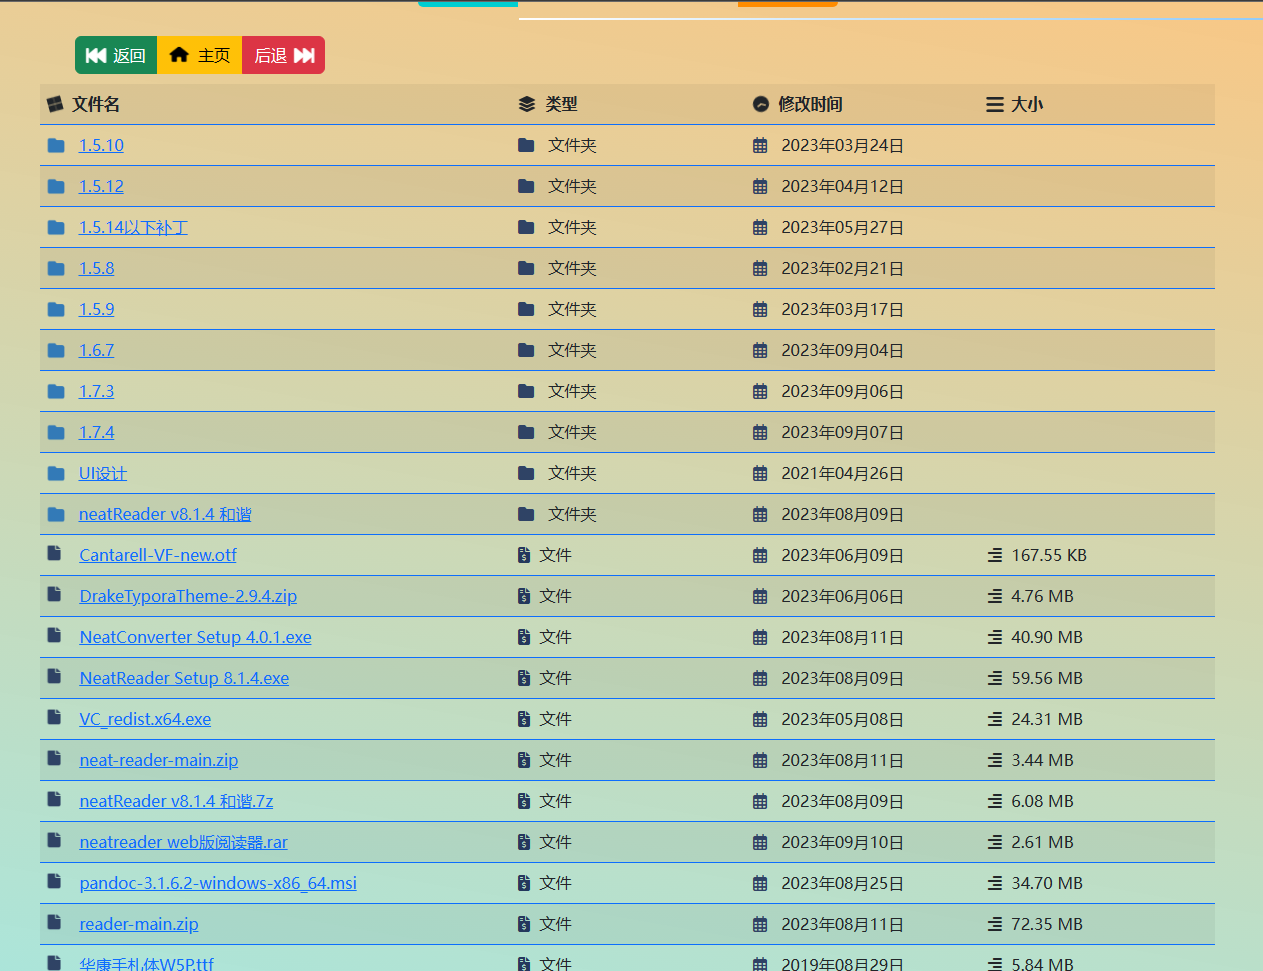 返回 主页 后退
文件名 类型 修改时间 大小
1.5.10 文件夹 2023年03月24日
1.5.12 文件夹 2023年04月12日
1.5.14以下补丁 文件夹 2023年05月27日
1.5.8 文件夹 2023年02月21日
1.5.9 文件夹 2023年03月17日
1.6.7 文件夹 2023年09月04日
1.7.3 文件夹 2023年09月06日
1.7.4 文件夹 2023年09月07日
UI设计 文件夹 2021年04月26日
neatReader v8.1.4 和谐 文件夹 2023年08月09日
Cantarell-VF-new.otf 文件 2023年06月09日 167.55 KB
DrakeTyporaTheme-2.9.4.zip 文件 2023年06月06日 4.76 MB
NeatConverter Setup 4.0.1.exe 文件 2023年08月11日 40.90 MB
NeatReader Setup 8.1.4.exe 文件 2023年08月09日 59.56 MB
VC_redist.x64.exe 文件 2023年05月08日 24.31 MB
neat-reader-main.zip 文件 2023年08月11日 3.44 MB
neatReader v8.1.4 和谐.7z 文件 2023年08月09日 6.08 MB
neatreader web版阅读器.rar 文件 2023年09月10日 2.61 MB
pandoc-3.1.6.2-windows-x86_64.msi 文件 2023年08月25日 34.70 MB
reader-main.zip 文件 2023年08月11日 72.35 MB
华康手札体W5P.ttf 文件 2019年08月29日 5.84 MB